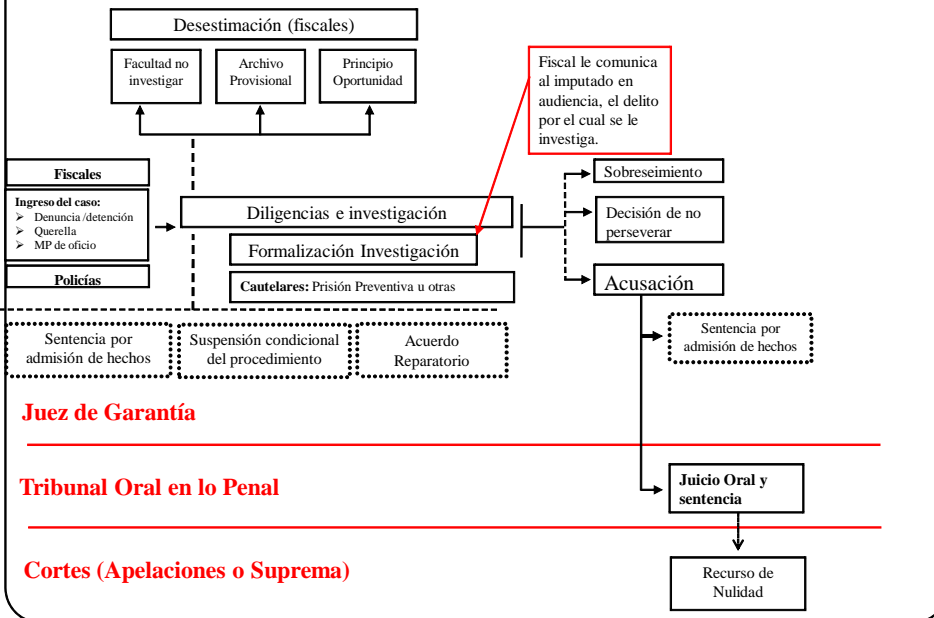 Desestimación (fiscales)
Facultad no
investigar
Archivo
Provisional
Principio
Oportunidad
Fiscal le comunica
al imputado en
audiencia, el delito
por el cual se le
investiga.
Fiscales
Ingreso del caso:
➢ Denuncia /detención
➢ Querella
➢ MP de oficio
Policías
Diligencias e investigación
Formalización Investigación
Cautelares: Prisión Preventiva u otras
Sobreseimiento
Decisión de no
perseverar
Acusación
Sentencia por
admisión de hechos
Suspensión condicional
del procedimiento
Acuerdo
Reparatorio
Sentencia por
admisión de hechos
Juez de Garantía
Tribunal Oral en lo Penal
Juicio Oral y
sentencia
Cortes (Apelaciones o Suprema)
Recurso de
Nulidad